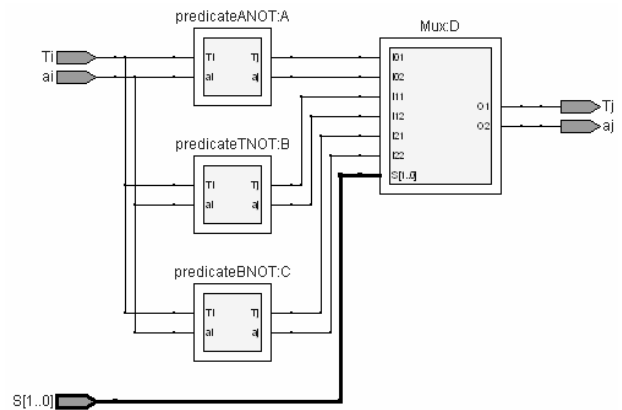 predicateANOT:A
Mux:D
Ti
ai
Ti Tj
ai aj
I01
I02
I11
I12
I21
I22
S[1..0]
O1
O2
Tj
aj
predicateTNOT:B
Ti Tj
ai aj
predicateBNOT:C
Ti Tj
ai aj
S[1..0]